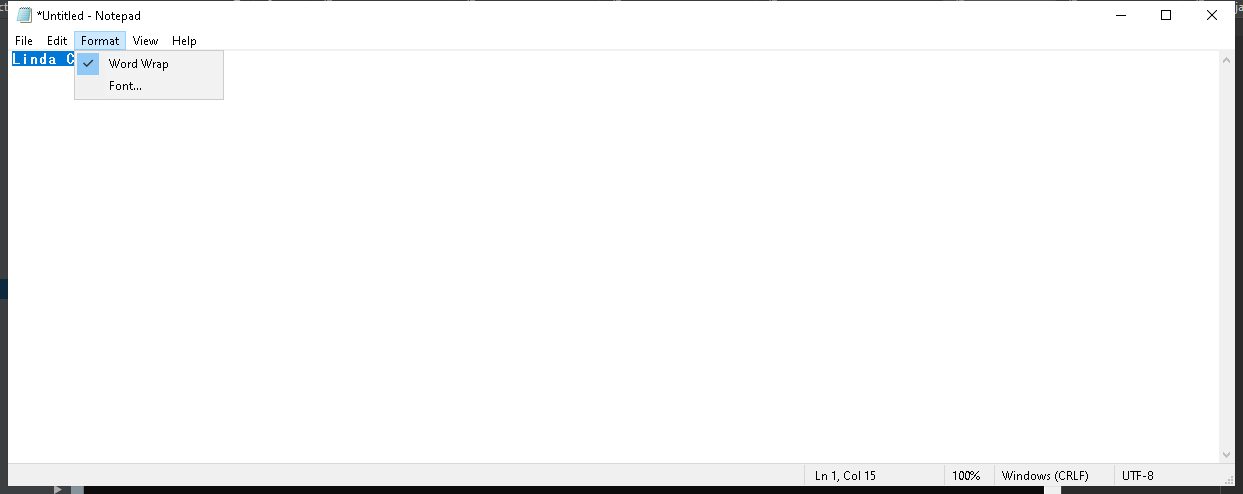 *Untitled - Notepad
File Edit Format View Help
Linda C
Word Wrap
Font...
Ln 1, Col 15 100% Windows (CRLF) UTF-8